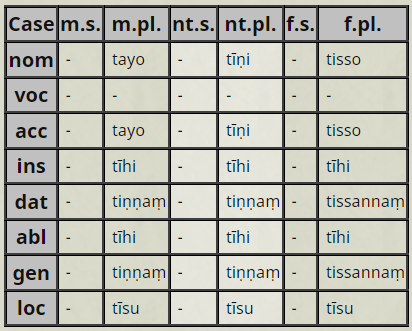 Case m.s. m.pl. nt.s. nt.pl. f.s. f.pl.
nom - tayo - tīṇi - tisso
voc - - - - - -
acc - tayo - tīṇi - tisso
ins - tīhi - tīhi - tīhi
dat - tiṇṇaṃ - tiṇṇaṃ - tissannaṃ
abl - tīhi - tīhi - tīhi
gen - tiṇṇaṃ - tiṇṇaṃ - tissannaṃ
loc - tīsu - tīsu - tīsu